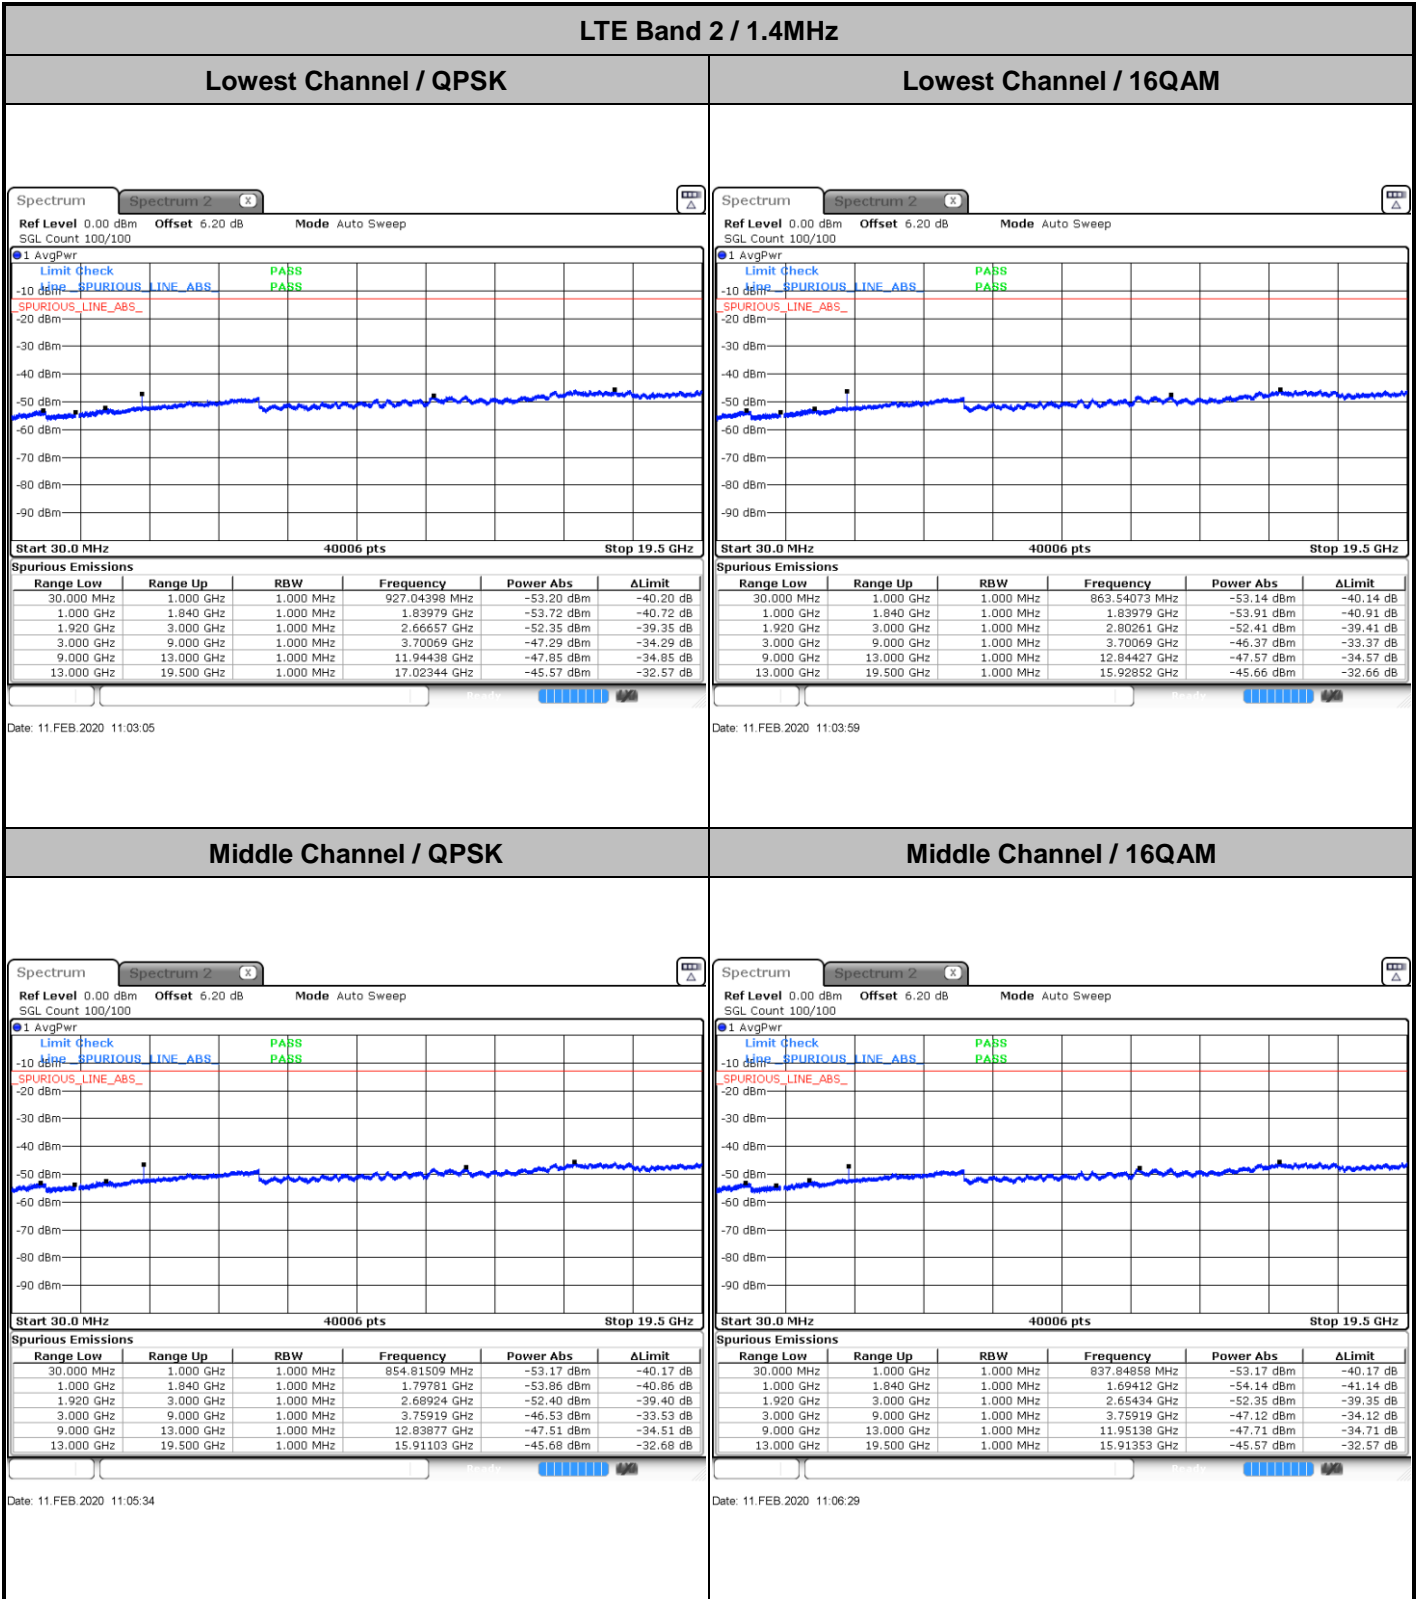 LTE Band 2 / 1.4MHz
Lowest Channel / QPSK
Lowest Channel / 16QAM
Spectrum Spectrum 2 X
Ref Level 0.00 dBm Offset 6.20 dB Mode Auto Sweep
SGL Count 100/100
1 AvgPwr
Limit Check PASS
Line _SPURIOUS_LINE_ABS_ PASS
-10 dBm
_SPURIOUS_LINE_ABS_
-20 dBm
-30 dBm
-40 dBm
-50 dBm
-60 dBm
-70 dBm
-80 dBm
-90 dBm
Start 30.0 MHz 40006 pts Stop 19.5 GHz
Spurious Emissions
Range Low Range Up RBW Frequency Power Abs ΔLimit
30.000 MHz 1.000 GHz 1.000 MHz 927.04398 MHz -53.20 dBm -40.20 dB
1.000 GHz 1.840 GHz 1.000 MHz 1.83979 GHz -53.72 dBm -40.72 dB
1.920 GHz 3.000 GHz 1.000 MHz 2.66657 GHz -52.35 dBm -39.35 dB
3.000 GHz 9.000 GHz 1.000 MHz 3.70069 GHz -47.29 dBm -34.29 dB
9.000 GHz 13.000 GHz 1.000 MHz 11.94438 GHz -47.85 dBm -34.85 dB
13.000 GHz 19.500 GHz 1.000 MHz 17.02344 GHz -45.57 dBm -32.57 dB
Ready
Date: 11.FEB.2020 11:03:05
Spectrum Spectrum 2 X
Ref Level 0.00 dBm Offset 6.20 dB Mode Auto Sweep
SGL Count 100/100
1 AvgPwr
Limit Check PASS
Line _SPURIOUS_LINE_ABS_ PASS
-10 dBm
_SPURIOUS_LINE_ABS_
-20 dBm
-30 dBm
-40 dBm
-50 dBm
-60 dBm
-70 dBm
-80 dBm
-90 dBm
Start 30.0 MHz 40006 pts Stop 19.5 GHz
Spurious Emissions
Range Low Range Up RBW Frequency Power Abs ΔLimit
30.000 MHz 1.000 GHz 1.000 MHz 863.54073 MHz -53.14 dBm -40.14 dB
1.000 GHz 1.840 GHz 1.000 MHz 1.83979 GHz -53.91 dBm -40.91 dB
1.920 GHz 3.000 GHz 1.000 MHz 2.80261 GHz -52.41 dBm -39.41 dB
3.000 GHz 9.000 GHz 1.000 MHz 3.70069 GHz -46.37 dBm -33.37 dB
9.000 GHz 13.000 GHz 1.000 MHz 12.84427 GHz -47.57 dBm -34.57 dB
13.000 GHz 19.500 GHz 1.000 MHz 15.92852 GHz -45.66 dBm -32.66 dB
Ready
Date: 11.FEB.2020 11:03:59
Middle Channel / QPSK
Middle Channel / 16QAM
Spectrum Spectrum 2 X
Ref Level 0.00 dBm Offset 6.20 dB Mode Auto Sweep
SGL Count 100/100
1 AvgPwr
Limit Check PASS
Line _SPURIOUS_LINE_ABS_ PASS
-10 dBm
_SPURIOUS_LINE_ABS_
-20 dBm
-30 dBm
-40 dBm
-50 dBm
-60 dBm
-70 dBm
-80 dBm
-90 dBm
Start 30.0 MHz 40006 pts Stop 19.5 GHz
Spurious Emissions
Range Low Range Up RBW Frequency Power Abs ΔLimit
30.000 MHz 1.000 GHz 1.000 MHz 854.81509 MHz -53.17 dBm -40.17 dB
1.000 GHz 1.840 GHz 1.000 MHz 1.79781 GHz -53.86 dBm -40.86 dB
1.920 GHz 3.000 GHz 1.000 MHz 2.68924 GHz -52.40 dBm -39.40 dB
3.000 GHz 9.000 GHz 1.000 MHz 3.75919 GHz -46.53 dBm -33.53 dB
9.000 GHz 13.000 GHz 1.000 MHz 12.83877 GHz -47.51 dBm -34.51 dB
13.000 GHz 19.500 GHz 1.000 MHz 15.91103 GHz -45.68 dBm -32.68 dB
Ready
Date: 11.FEB.2020 11:05:34
Spectrum Spectrum 2 X
Ref Level 0.00 dBm Offset 6.20 dB Mode Auto Sweep
SGL Count 100/100
1 AvgPwr
Limit Check PASS
Line _SPURIOUS_LINE_ABS_ PASS
-10 dBm
_SPURIOUS_LINE_ABS_
-20 dBm
-30 dBm
-40 dBm
-50 dBm
-60 dBm
-70 dBm
-80 dBm
-90 dBm
Start 30.0 MHz 40006 pts Stop 19.5 GHz
Spurious Emissions
Range Low Range Up RBW Frequency Power Abs ΔLimit
30.000 MHz 1.000 GHz 1.000 MHz 837.84858 MHz -53.17 dBm -40.17 dB
1.000 GHz 1.840 GHz 1.000 MHz 1.69412 GHz -54.14 dBm -41.14 dB
1.920 GHz 3.000 GHz 1.000 MHz 2.65434 GHz -52.35 dBm -39.35 dB
3.000 GHz 9.000 GHz 1.000 MHz 3.75919 GHz -47.12 dBm -34.12 dB
9.000 GHz 13.000 GHz 1.000 MHz 11.95138 GHz -47.71 dBm -34.71 dB
13.000 GHz 19.500 GHz 1.000 MHz 15.91353 GHz -45.57 dBm -32.57 dB
Ready
Date: 11.FEB.2020 11:06:29